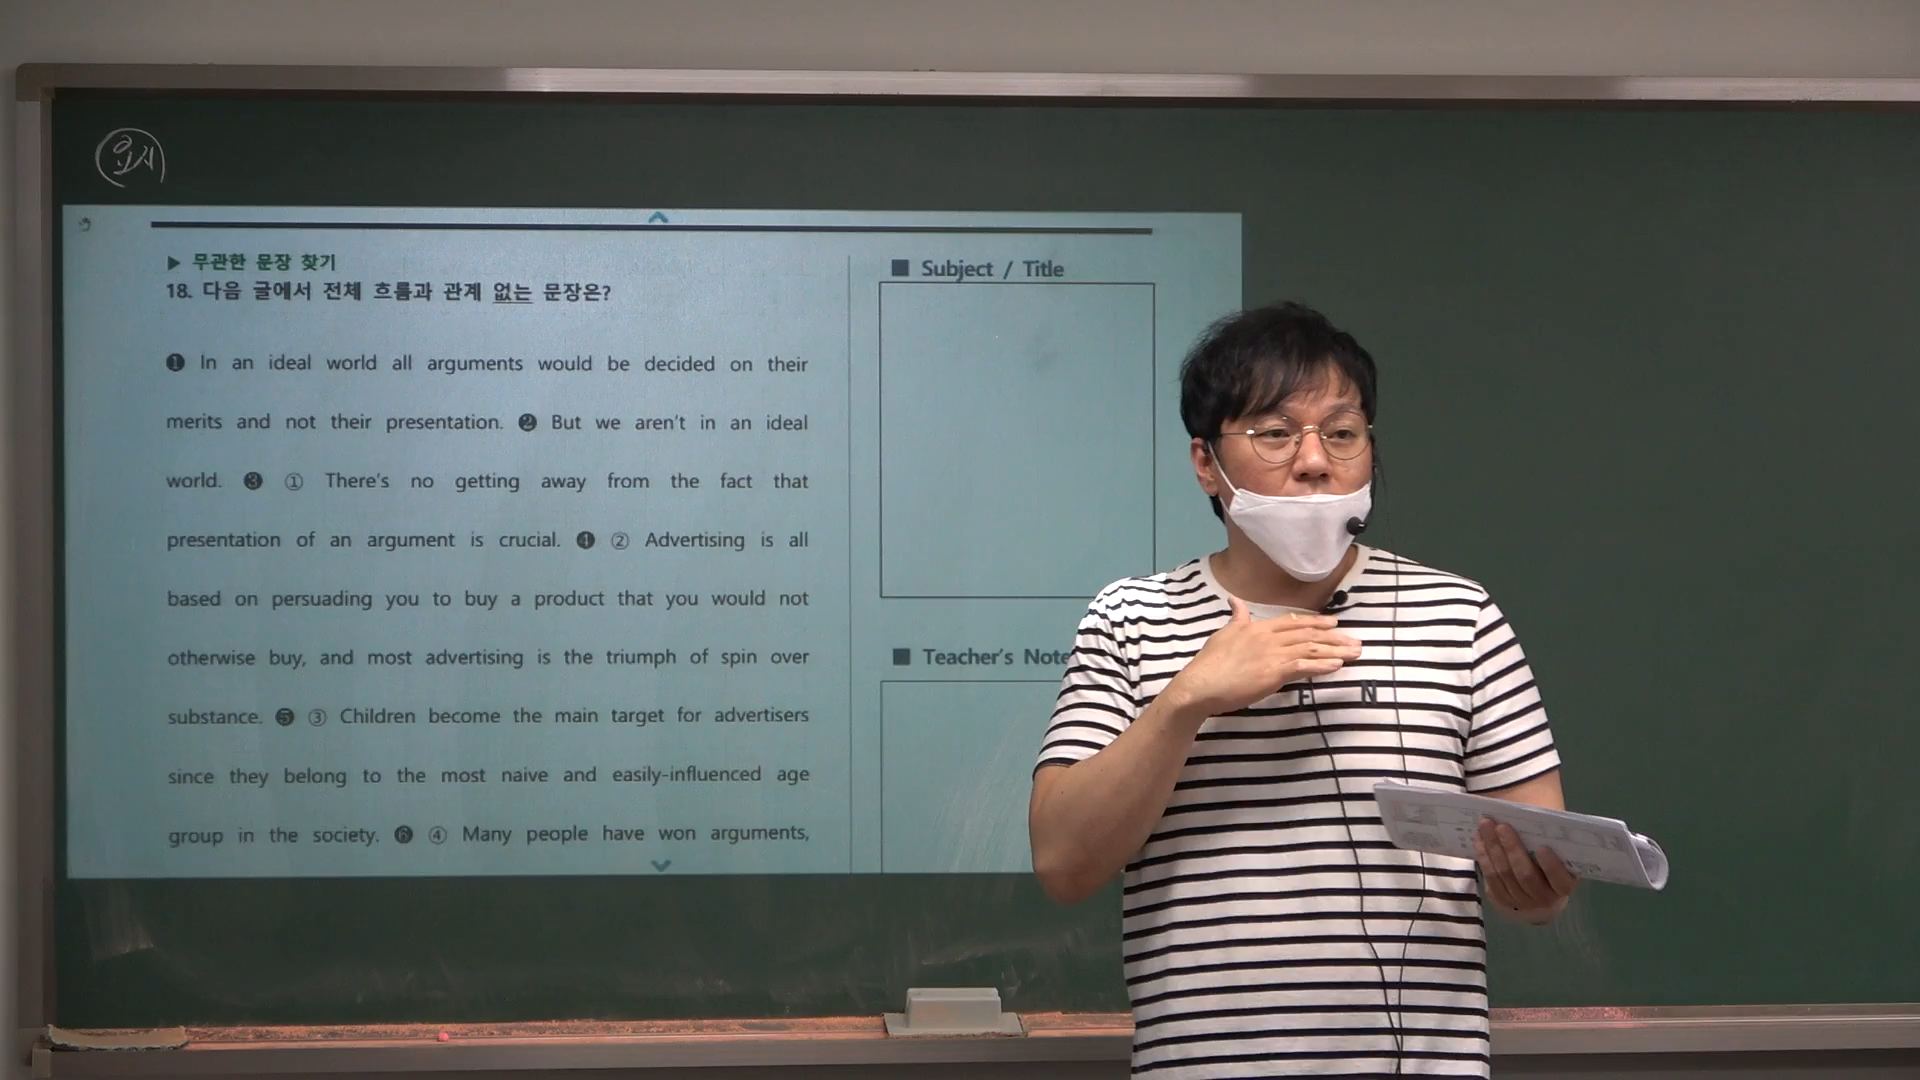 요시
▶ 무관한 문장 찾기
18. 다음 글에서 전체 흐름과 관계 없는 문장은?
❶ In an ideal world all arguments would be decided on their
merits and not their presentation. ❷ But we aren't in an ideal
world. ❸ ① There's no getting away from the fact that
presentation of an argument is crucial. ❹ ② Advertising is all
based on persuading you to buy a product that you would not
otherwise buy, and most advertising is the triumph of spin over
substance. ❺ ③ Children become the main target for advertisers
since they belong to the most naive and easily-influenced age
group in the society. ❻ ④ Many people have won arguments,
■ Subject / Title
■ Teacher's Note
E N